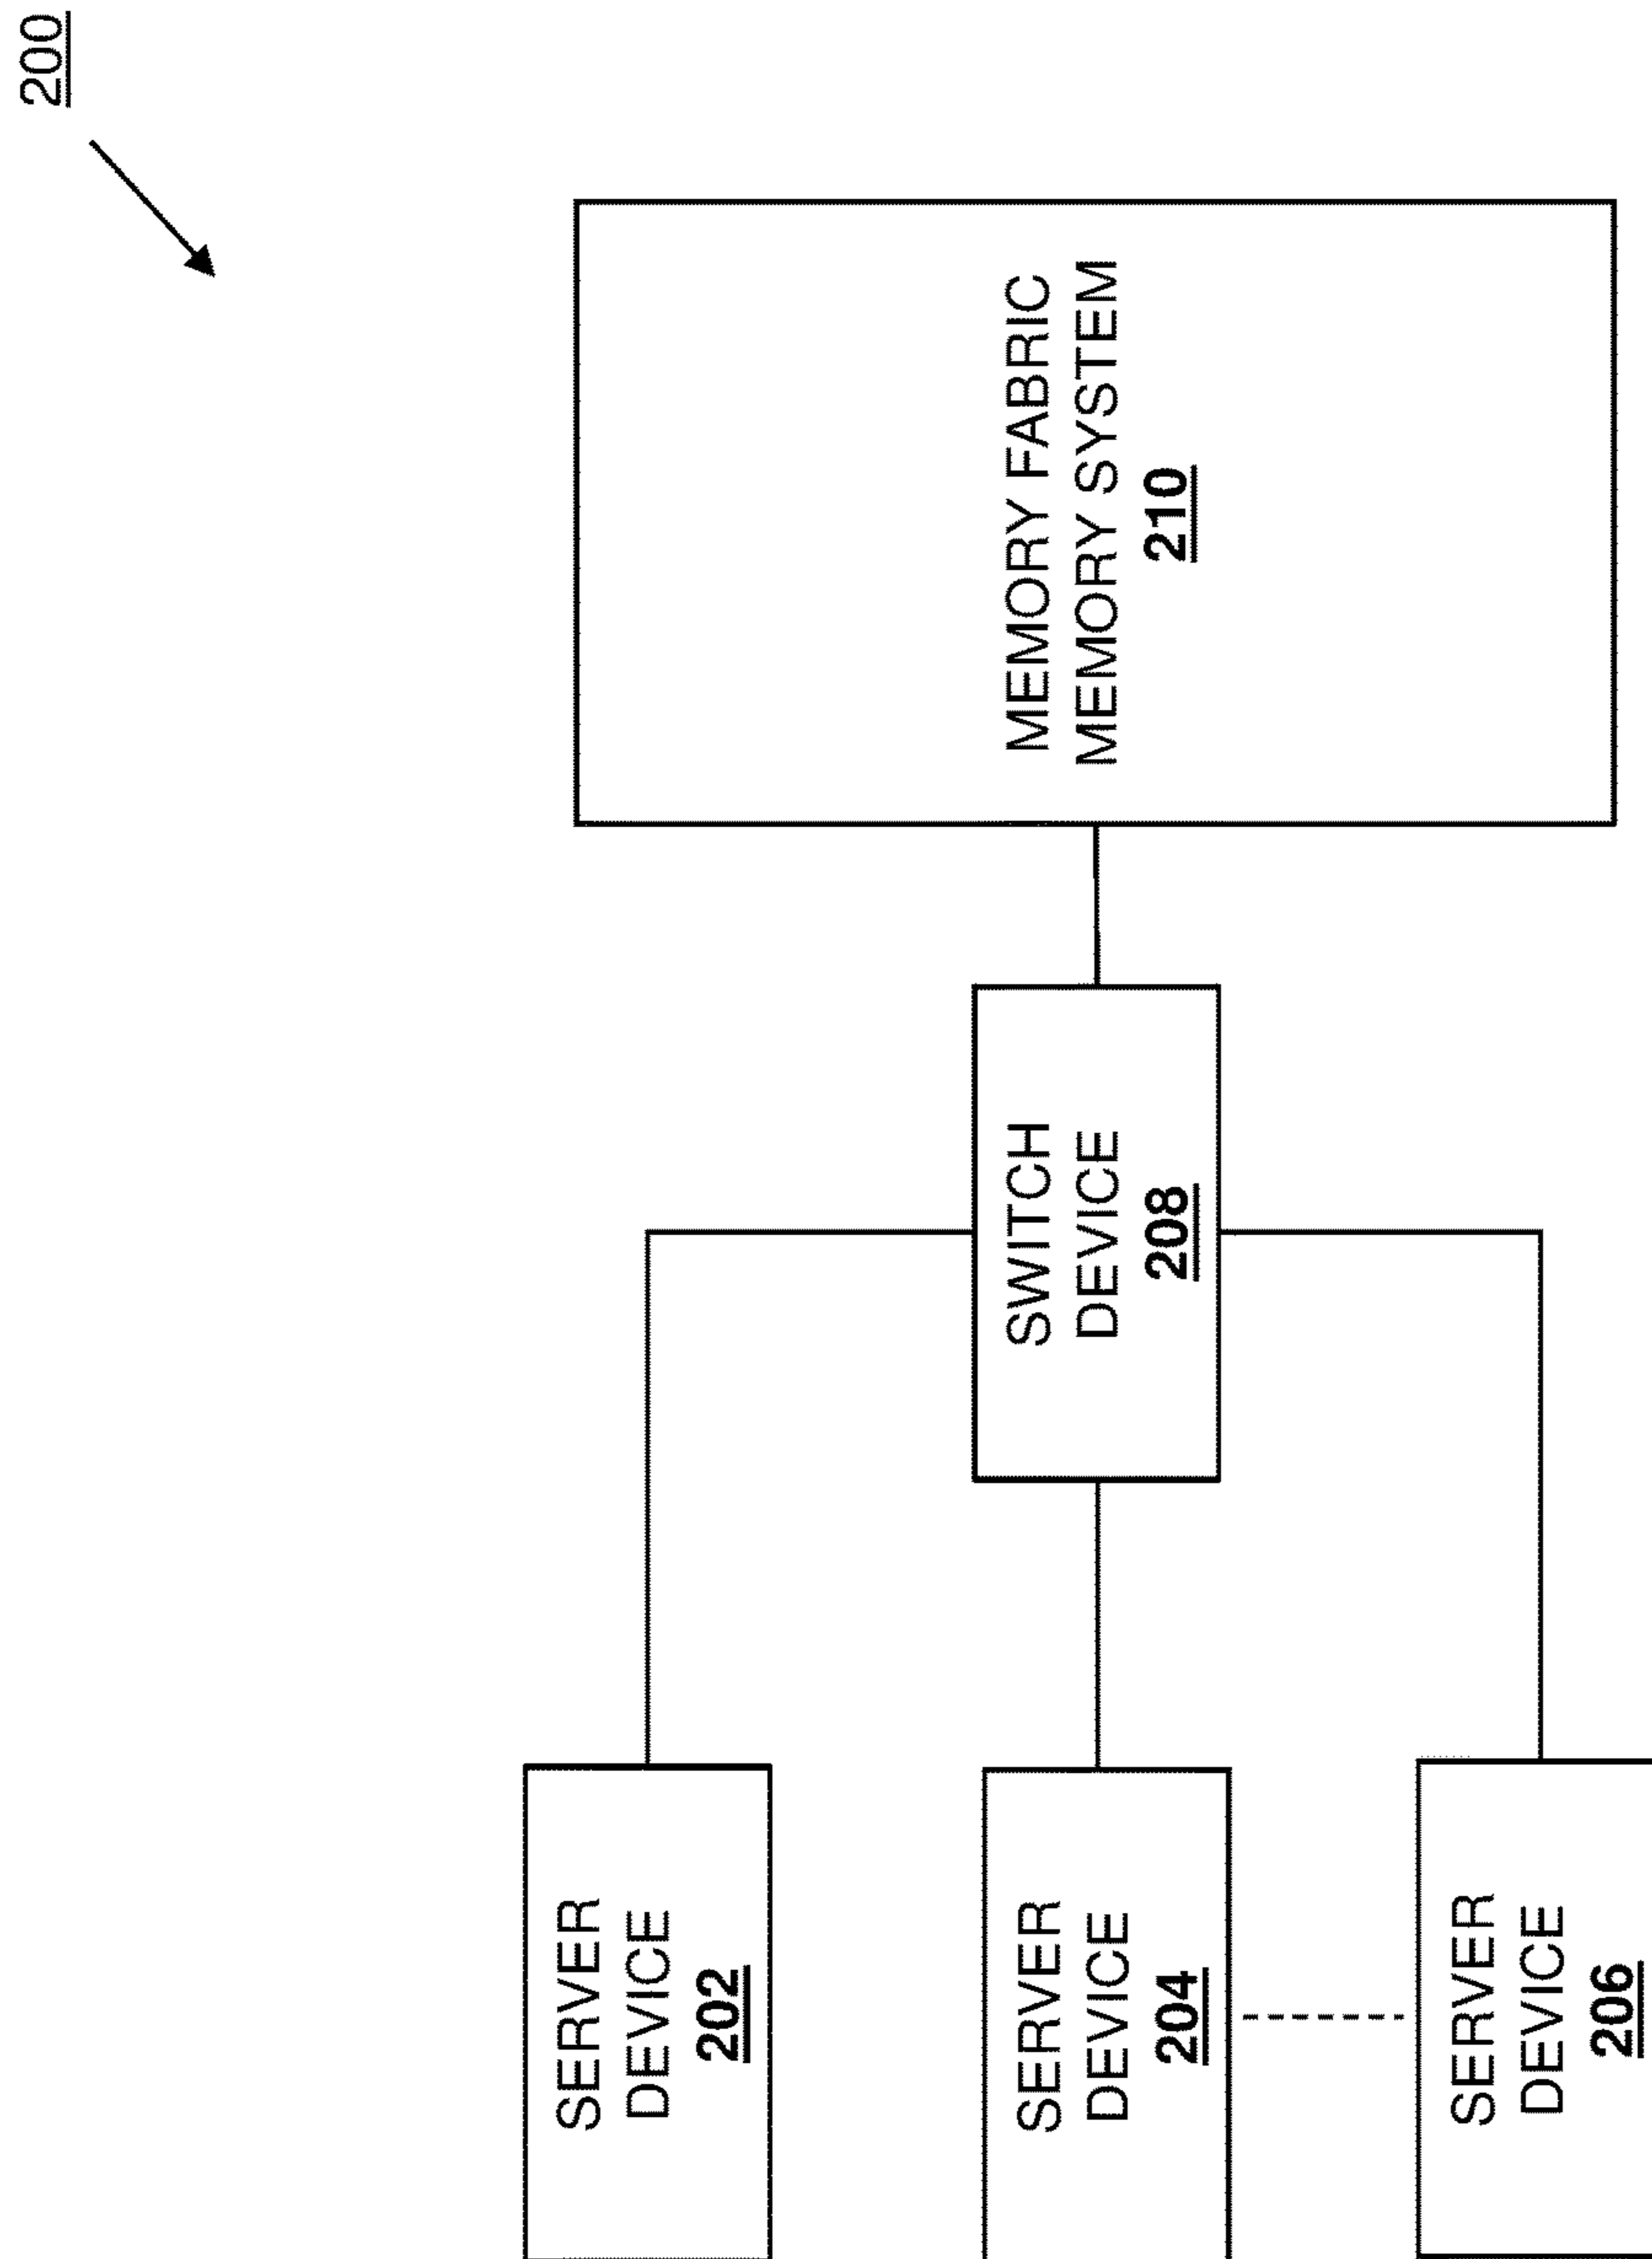 200
SERVER
DEVICE
202
SERVER
DEVICE
204
SERVER
DEVICE
206
SWITCH
DEVICE
208
MEMORY FABRIC
MEMORY SYSTEM
210